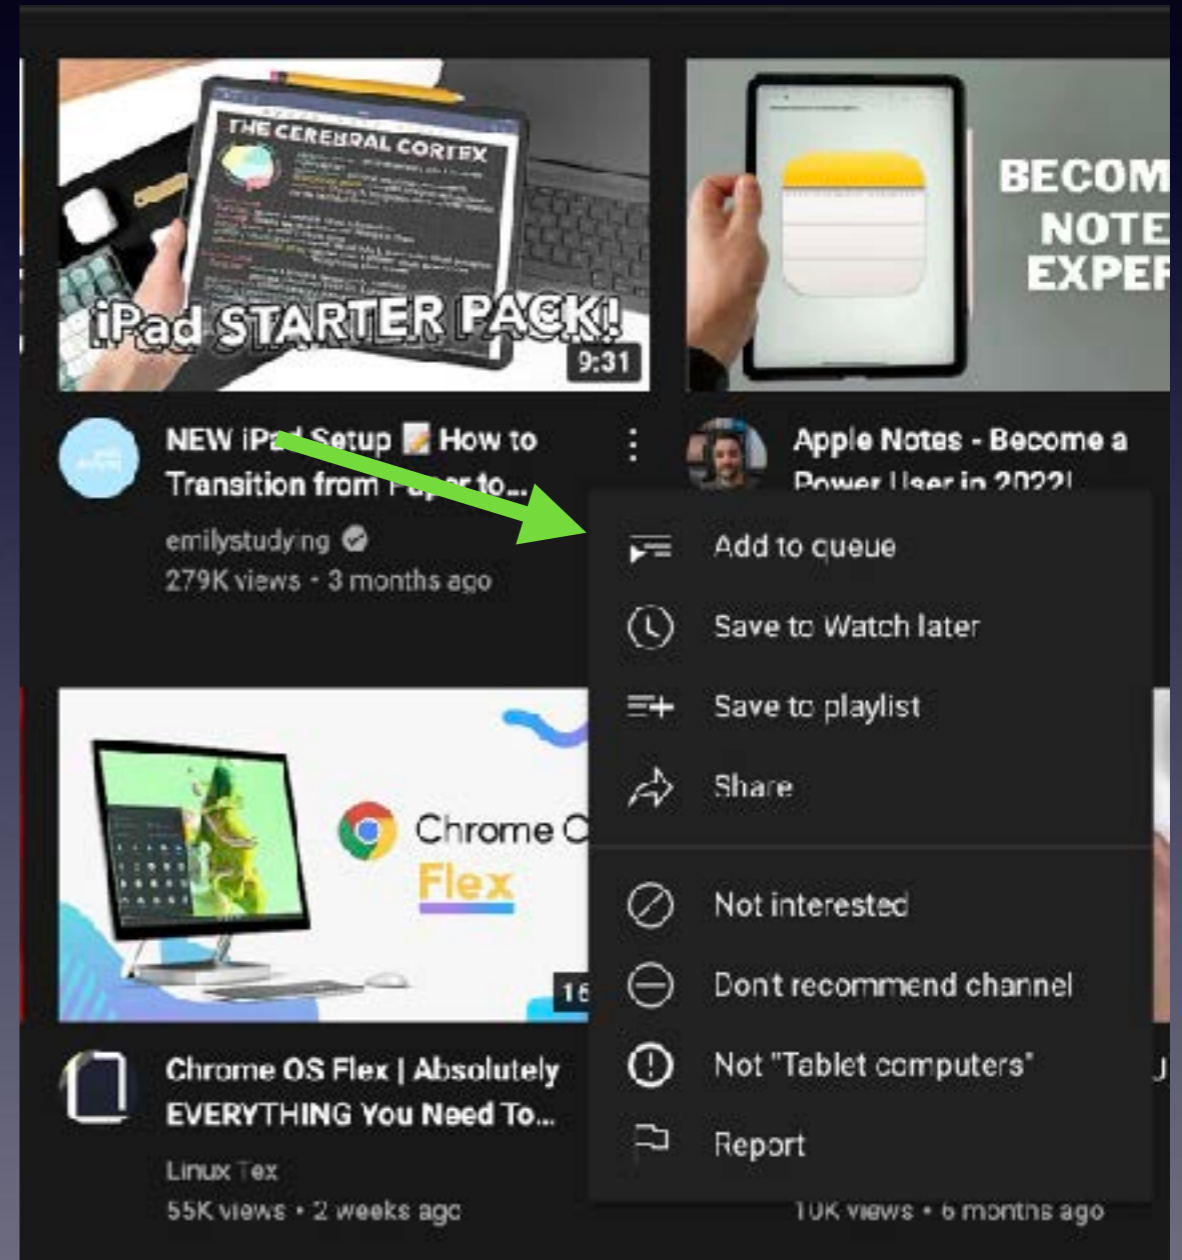 THE CEREBRAL CORTEX
iPad STARTER PACK!
9:31
BECOM
NOTE
EXPER
NEW iPad Setup 📝 How to
Transition from Paper to...
emilystudying
279K views • 3 months ago
Apple Notes - Become a
Power User in 2022!
Add to queue
Save to Watch later
Save to playlist
Share
Not interested
Don't recommend channel
Not "Tablet computers"
Report
Chrome O
Flex
16
Chrome OS Flex | Absolutely
EVERYTHING You Need To...
Linux Tex
55K views • 2 weeks ago
10K views • 6 months ago